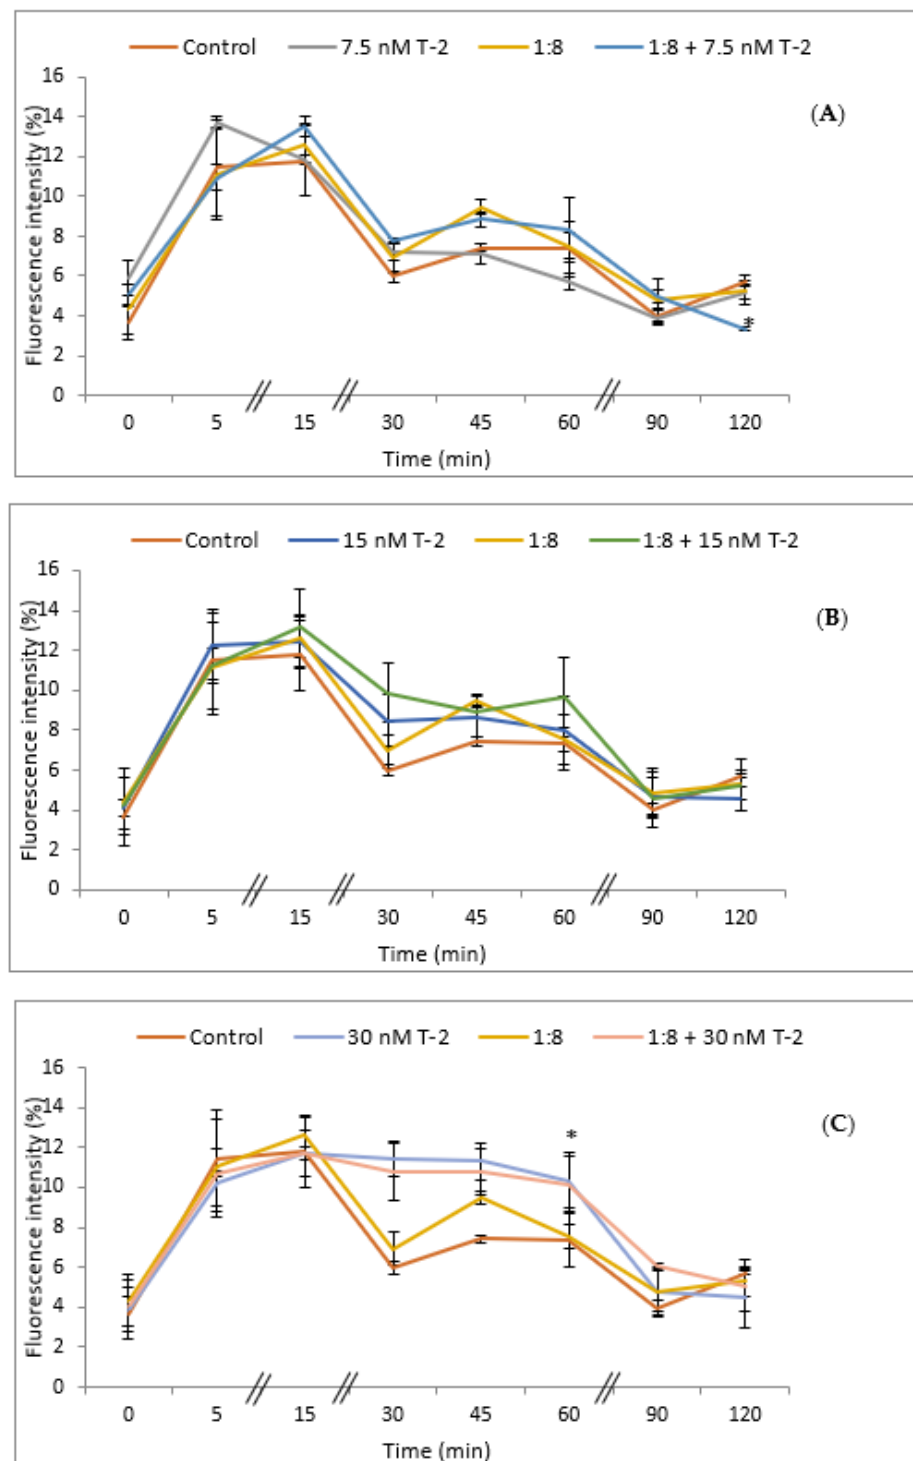 Control 7.5 nM T-2 1:8 1:8 + 7.5 nM T-2
(A)
Fluorescence intensity (%)
16
14
12
10
8
6
4
2
0
*
0 5 15 30 45 60 90 120
Time (min)
Control 15 nM T-2 1:8 1:8 + 15 nM T-2
(B)
Fluorescence intensity (%)
16
14
12
10
8
6
4
2
0
0 5 15 30 45 60 90 120
Time (min)
Control 30 nM T-2 1:8 1:8 + 30 nM T-2
(C)
Fluorescence intensity (%)
16
14
12
10
8
6
4
2
0
*
0 5 15 30 45 60 90 120
Time (min)